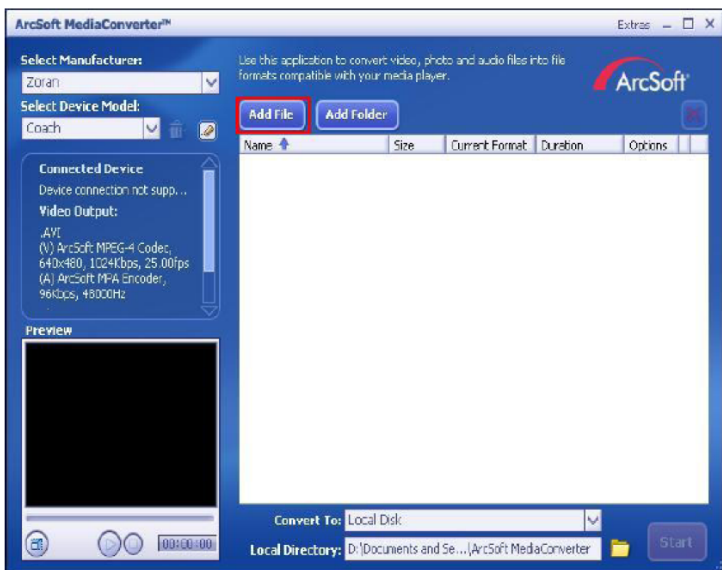 ArcSoft MediaConverter™
Extras
Select Manufacturer:
Zoran
Select Device Model:
Coach
Use this application to convert video, photo and audio files into file
formats compatible with your media player.
ArcSoft®
Add File
Add Folder
Name
Size
Current Format
Duration
Options
Connected Device
Device connection not supp...
Video Output:
.AVI
(V) ArcSoft MPEG-4 Codec,
640x480, 1024Kbps, 25.00fps
(A) ArcSoft MPA Encoder,
96Kbps, 48000Hz
Preview
00:00:00
Convert To: Local Disk
Local Directory: D:\Documents and Se...\ArcSoft MediaConverter
Start